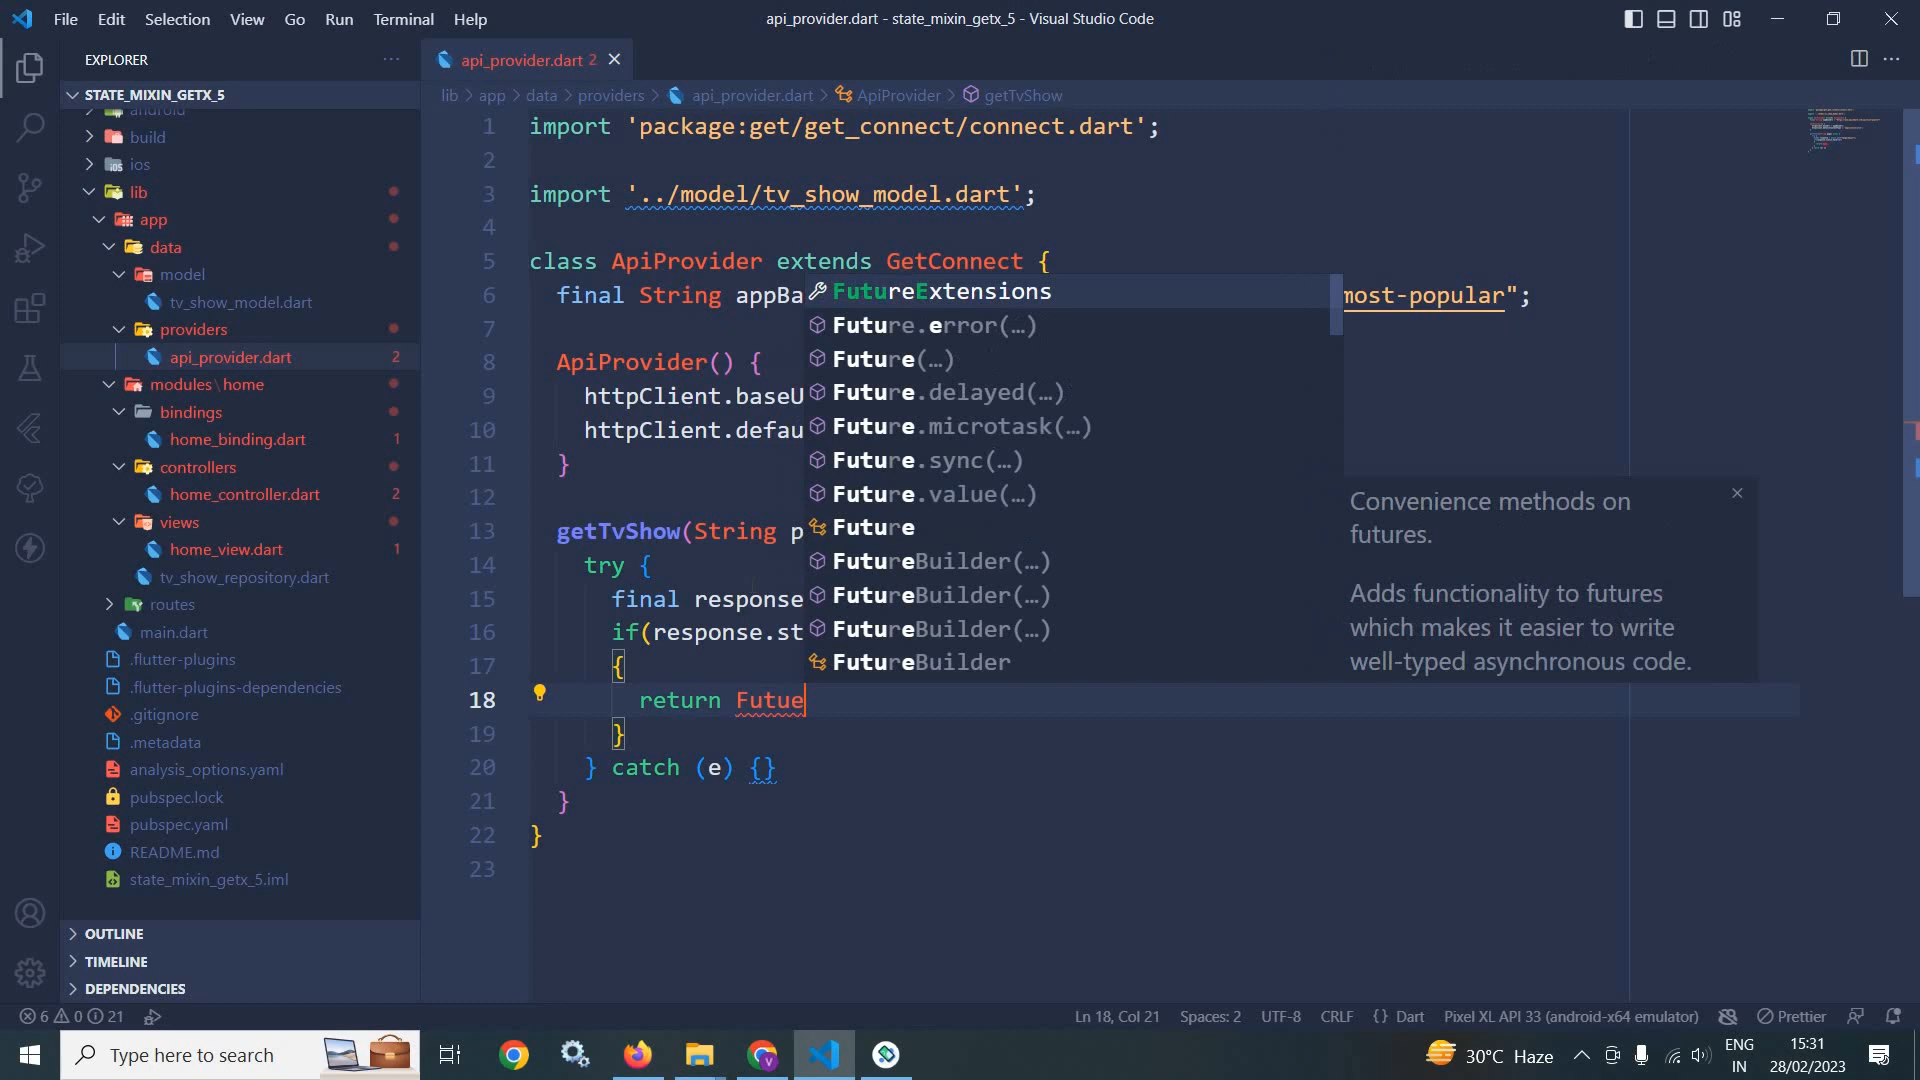 File Edit Selection View Go Run Terminal Help
api_provider.dart - state_mixin_getx_5 - Visual Studio Code
EXPLORER
STATE_MIXIN_GETX_5
android
build
ios
lib
app
data
model
tv_show_model.dart
providers
api_provider.dart 2
modules\home
bindings
home_binding.dart 1
controllers
home_controller.dart 2
views
home_view.dart 1
tv_show_repository.dart
routes
main.dart
.flutter-plugins
.flutter-plugins-dependencies
.gitignore
.metadata
analysis_options.yaml
pubspec.lock
pubspec.yaml
README.md
state_mixin_getx_5.iml
OUTLINE
TIMELINE
DEPENDENCIES
api_provider.dart 2
lib > app > data > providers > api_provider.dart > ApiProvider > getTvShow
1 import 'package:get/get_connect/connect.dart';
2
3 import '../model/tv_show_model.dart';
4
5 class ApiProvider extends GetConnect {
6 final String appBa most-popular";
7
8 ApiProvider() {
9 httpClient.baseU
10 httpClient.defau
11 }
12
13 getTvShow(String p
14 try {
15 final response
16 if(response.st
17 {
18 return Futue
19 }
20 } catch (e) {}
21 }
22 }
23
FutureExtensions
Future.error(…)
Future(…)
Future.delayed(…)
Future.microtask(…)
Future.sync(…)
Future.value(…)
Future
FutureBuilder(…)
FutureBuilder(…)
FutureBuilder(…)
FutureBuilder
Convenience methods on
futures.
Adds functionality to futures
which makes it easier to write
well-typed asynchronous code.
6 0 21
Ln 18, Col 21 Spaces: 2 UTF-8 CRLF {} Dart Pixel XL API 33 (android-x64 emulator) Prettier
Type here to search
30°C Haze
ENG
IN
15:31
28/02/2023